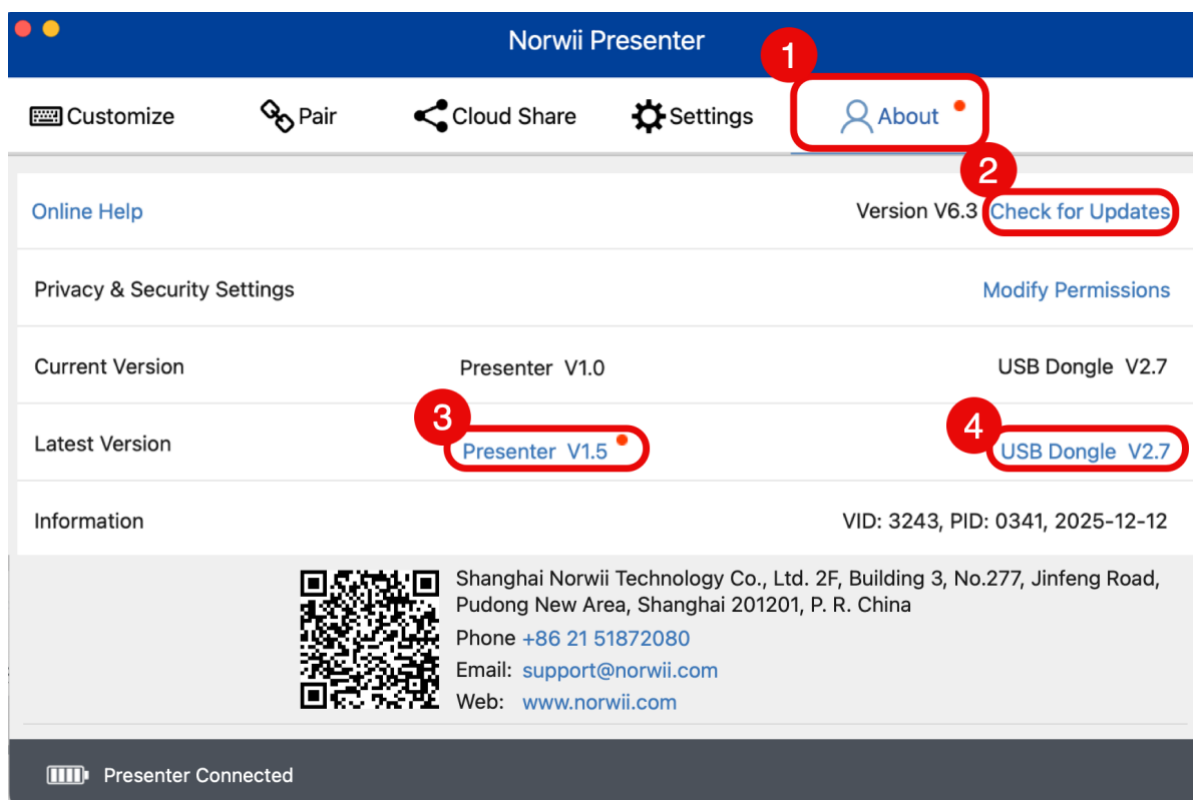 Norwii Presenter
1
Customize Pair Cloud Share Settings About
2
Online Help Version V6.3 Check for Updates
Privacy & Security Settings Modify Permissions
Current Version Presenter V1.0 USB Dongle V2.7
3 4
Latest Version Presenter V1.5 USB Dongle V2.7
Information VID: 3243, PID: 0341, 2025-12-12
Shanghai Norwii Technology Co., Ltd. 2F, Building 3, No.277, Jinfeng Road,
Pudong New Area, Shanghai 201201, P. R. China
Phone +86 21 51872080
Email: support@norwii.com
Web: www.norwii.com
Presenter Connected